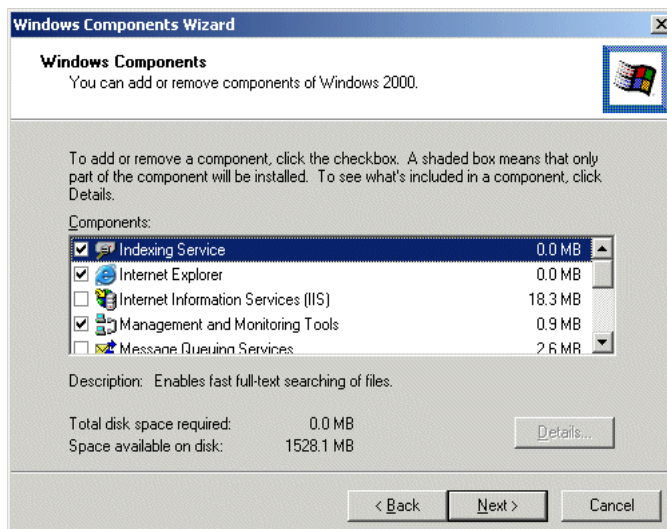 Windows Components Wizard
Windows Components
You can add or remove components of Windows 2000.
To add or remove a component, click the checkbox. A shaded box means that only
part of the component will be installed. To see what's included in a component, click
Details.
Components:
Indexing Service 0.0 MB
Internet Explorer 0.0 MB
Internet Information Services (IIS) 18.3 MB
Management and Monitoring Tools 0.9 MB
Message Queuing Services 2.6 MB
Description: Enables fast full-text searching of files.
Total disk space required: 0.0 MB
Space available on disk: 1528.1 MB
Details...
< Back Next > Cancel